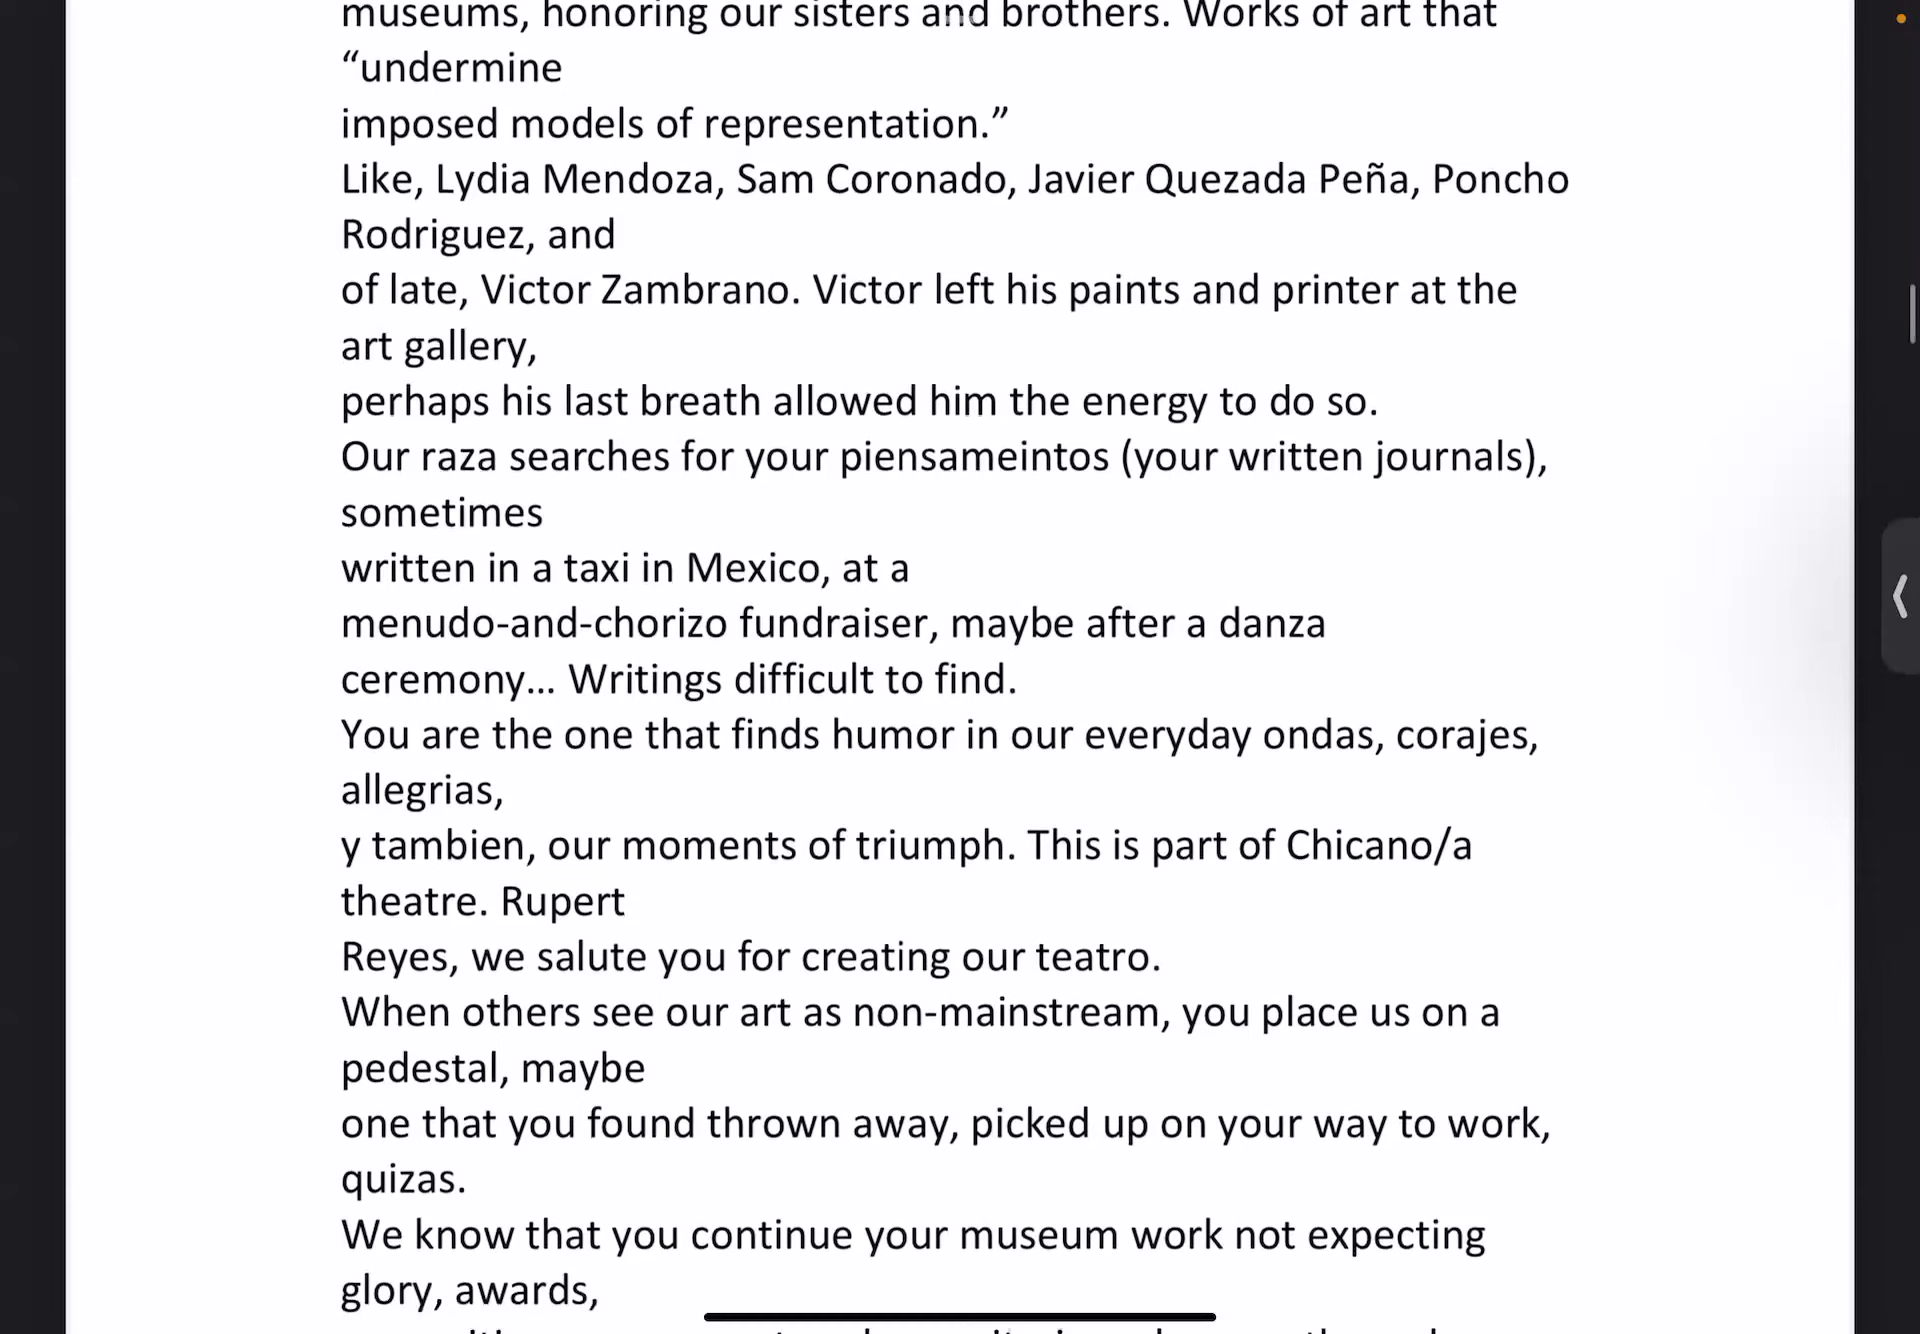 museums, honoring our sisters and brothers. Works of art that
“undermine
imposed models of representation.”
Like, Lydia Mendoza, Sam Coronado, Javier Quezada Peña, Poncho
Rodriguez, and
of late, Victor Zambrano. Victor left his paints and printer at the
art gallery,
perhaps his last breath allowed him the energy to do so.
Our raza searches for your piensameintos (your written journals),
sometimes
written in a taxi in Mexico, at a
menudo-and-chorizo fundraiser, maybe after a danza
ceremony... Writings difficult to find.
You are the one that finds humor in our everyday ondas, corajes,
allegrias,
y tambien, our moments of triumph. This is part of Chicano/a
theatre. Rupert
Reyes, we salute you for creating our teatro.
When others see our art as non-mainstream, you place us on a
pedestal, maybe
one that you found thrown away, picked up on your way to work,
quizas.
We know that you continue your museum work not expecting
glory, awards,